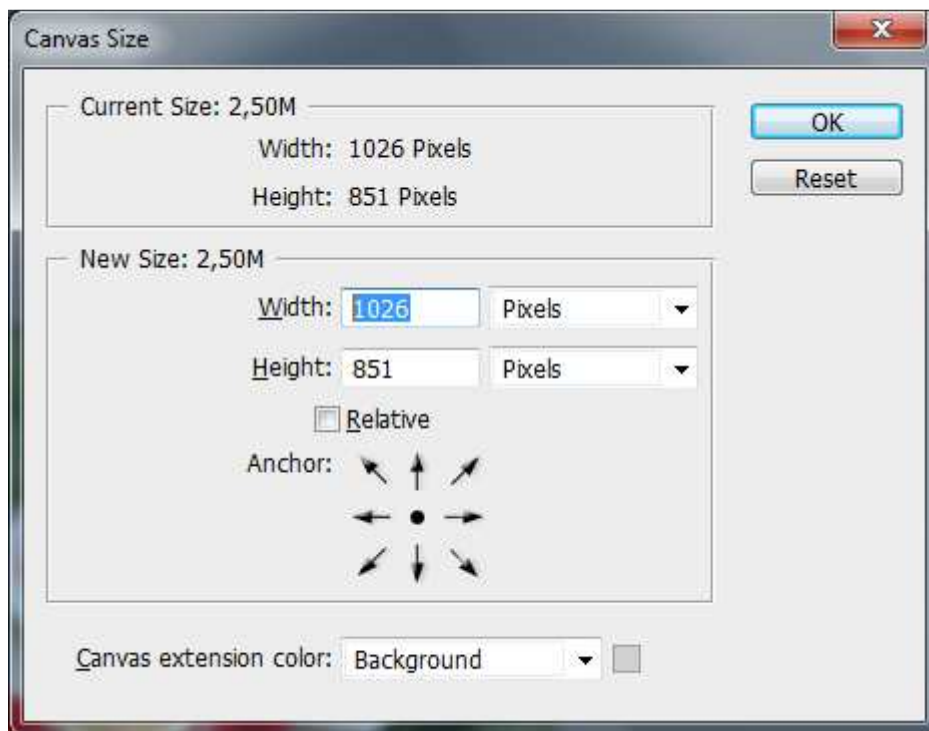 Canvas Size
Current Size: 2,50M
OK
Width: 1026 Pixels
Reset
Height: 851 Pixels
New Size: 2,50M
Width: 1026 Pixels
Height: 851 Pixels
Relative
Anchor:
Canvas extension color: Background